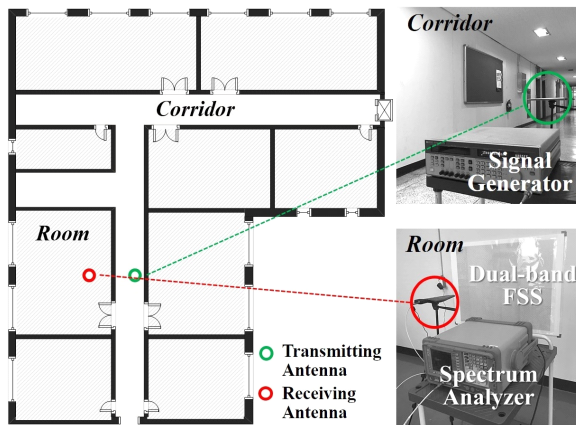 Corridor
Room
Transmitting
Antenna
Receiving
Antenna
Corridor
Signal
Generator
Room
Dual-band
FSS
Spectrum
Analyzer